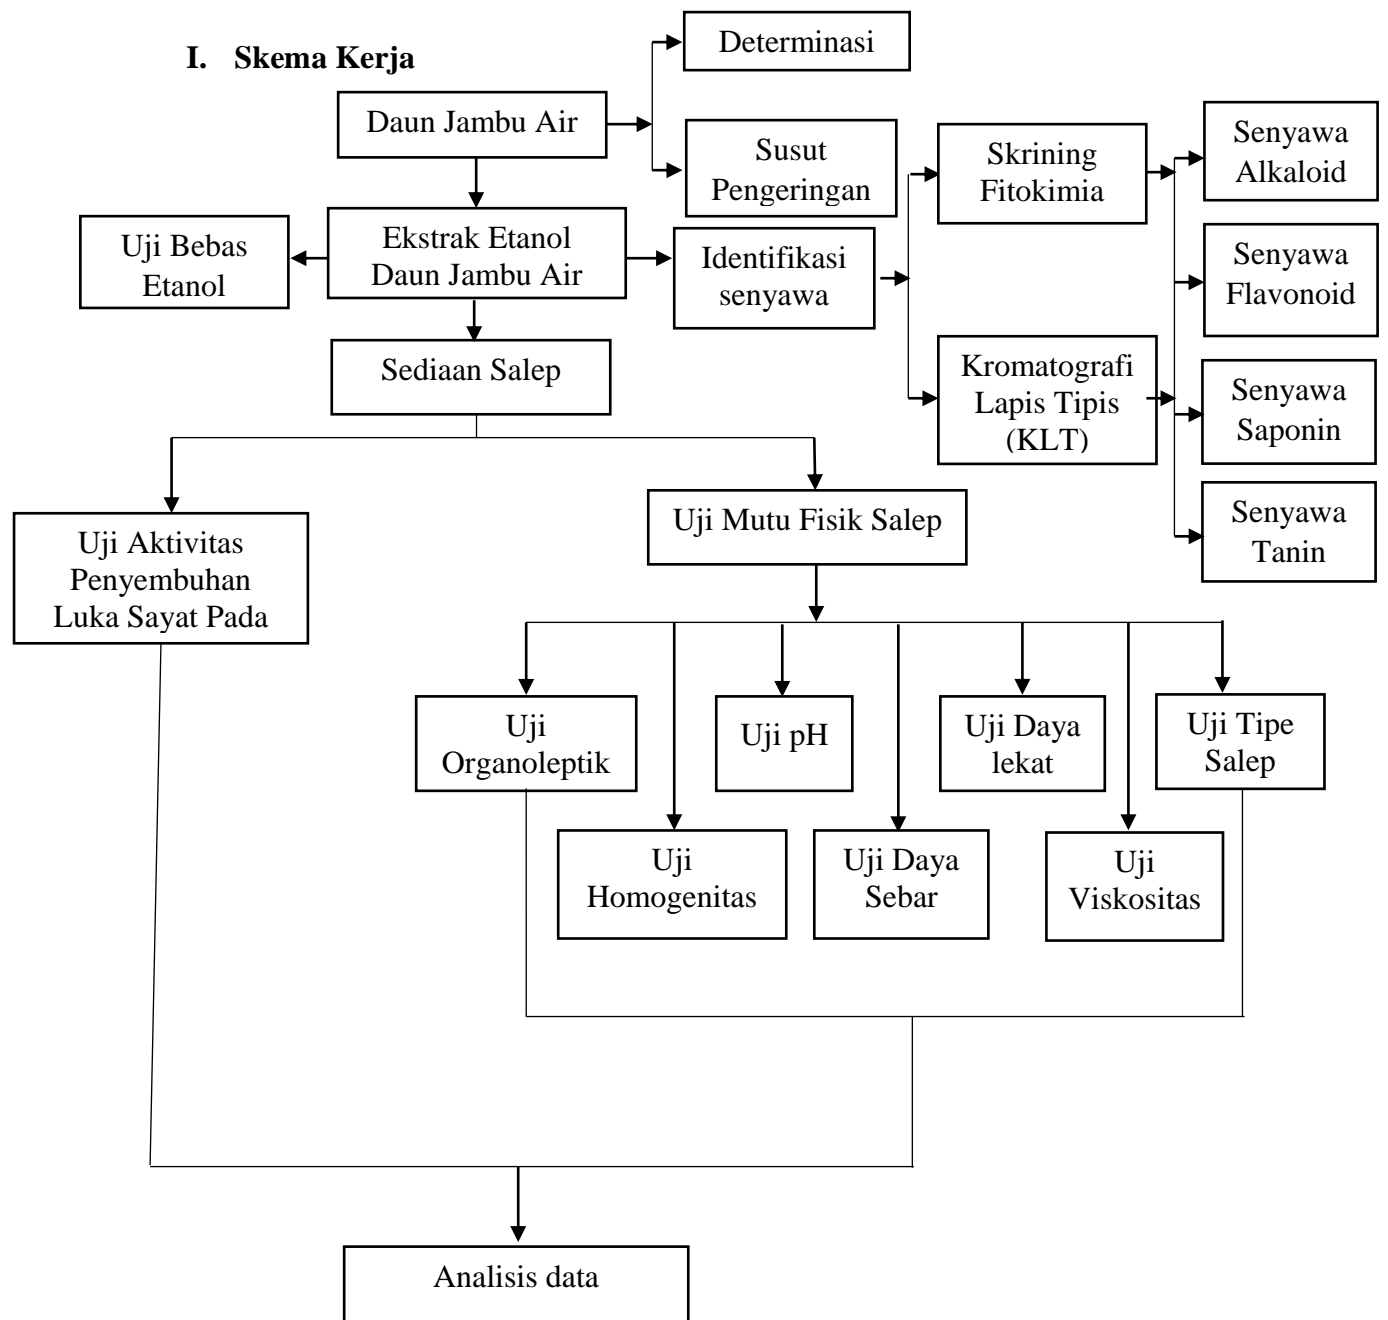 I. Skema Kerja
Determinasi
Daun Jambu Air
Susut
Pengeringan
Skrining
Fitokimia
Senyawa
Alkaloid
Uji Bebas
Etanol
Ekstrak Etanol
Daun Jambu Air
Identifikasi
senyawa
Senyawa
Flavonoid
Sediaan Salep
Kromatografi
Lapis Tipis
(KLT)
Senyawa
Saponin
Senyawa
Tanin
Uji Aktivitas
Penyembuhan
Luka Sayat Pada
Uji Mutu Fisik Salep
Uji
Organoleptik
Uji pH
Uji Daya
lekat
Uji Tipe
Salep
Uji
Homogenitas
Uji Daya
Sebar
Uji
Viskositas
Analisis data